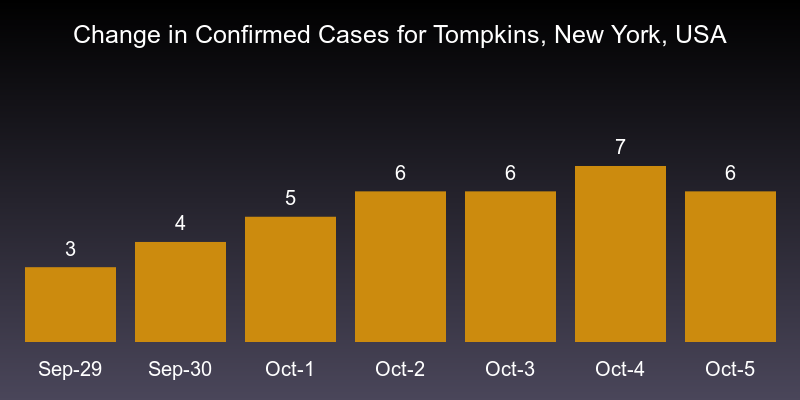 Change in Confirmed Cases for Tompkins, New York, USA
3
4
5
6
6
7
6
Sep-29
Sep-30
Oct-1
Oct-2
Oct-3
Oct-4
Oct-5